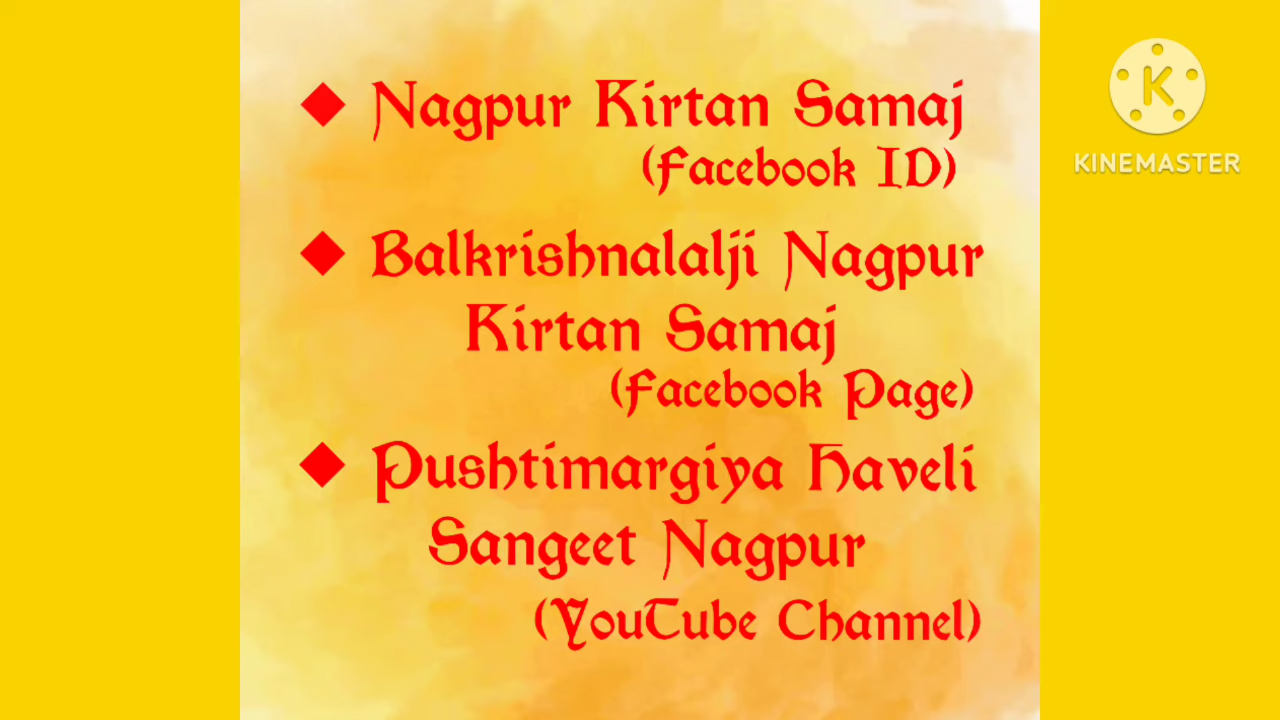 ◆ Nagpur Kirtan Samaj
(Facebook ID)
◆ Balkrishnalalji Nagpur
Kirtan Samaj
(Facebook Page)
◆ Pushtimargiya Haveli
Sangeet Nagpur
(YouTube Channel)
K
KINEMASTER